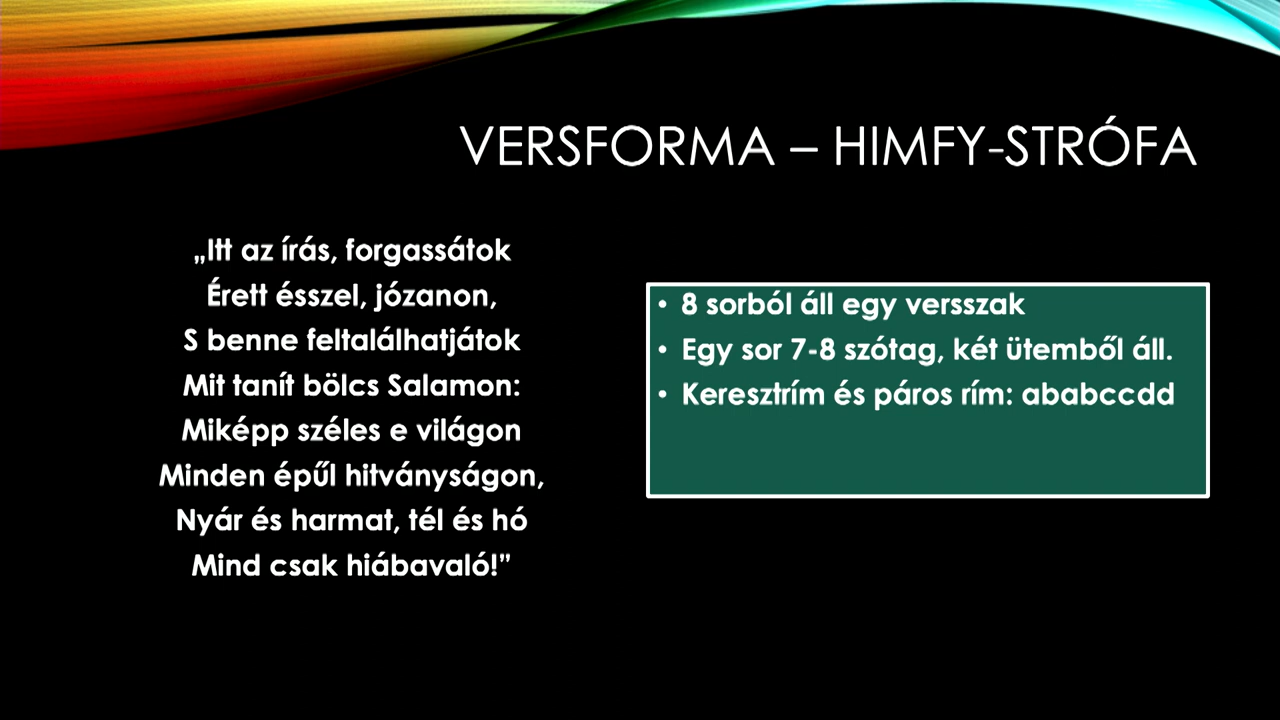 VERSFORMA – HIMFY-STRÓFA
„Itt az írás, forgassátok
Érett ésszel, józanon,
S benne feltalálhatjátok
Mit tanít bölcs Salamon:
Miképp széles e világon
Minden épűl hitványságon,
Nyár és harmat, tél és hó
Mind csak hiábavaló!”
• 8 sorból áll egy versszak
• Egy sor 7-8 szótag, két ütemből áll.
• Keresztrím és páros rím: ababccdd